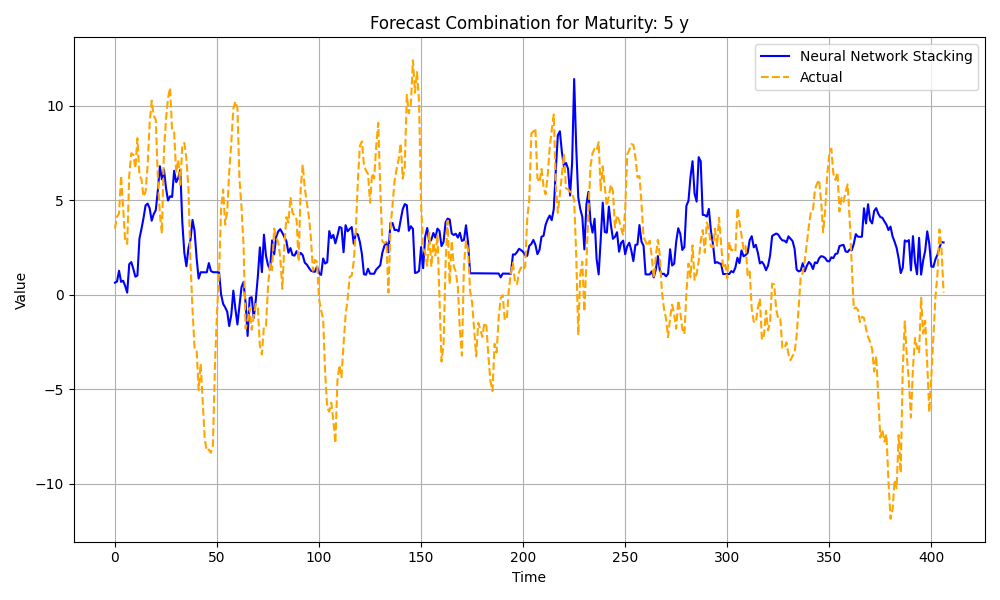 Forecast Combination for Maturity: 5 y
Neural Network Stacking
Actual
Value
10
5
0
−5
−10
0 50 100 150 200 250 300 350 400
Time